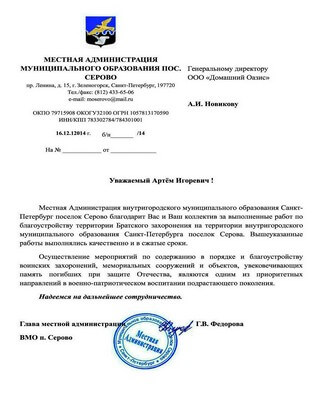 МЕСТНАЯ АДМИНИСТРАЦИЯ
МУНИЦИПАЛЬНОГО ОБРАЗОВАНИЯ ПОС.
СЕРОВО
пр. Ленина, д. 15, г. Зеленогорск, Санкт-Петербург, 197720
Тел./факс: (812) 433-65-06
e-mail: moserovo@mail.ru
ОКПО 79715908 ОКОГУ32100 ОГРН 1057813170590
ИНН/КПП 783302784/784301001
16.12.2014 г. б/н ______ /14
На № __________ от __________
Генеральному директору
ООО «Домашний Оазис»
А.И. Новикову
Уважаемый Артём Игоревич !
Местная Администрация внутригородского муниципального образования Санкт-
Петербург поселок Серово благодарит Вас и Ваш коллектив за выполненные работ по
благоустройству территории Братского захоронения на территории внутригородского
муниципального образования Санкт-Петербурга поселок Серово. Вышеуказанные
работы выполнялись качественно и в сжатые сроки.
Осуществление мероприятий по содержанию в порядке и благоустройству
воинских захоронений, мемориальных сооружений и объектов, увековечивающих
память погибших при защите Отечества, являются одним из приоритетных
направлений в военно-патриотическом воспитании подрастающего поколения.
Надеемся на дальнейшее сотрудничество.
Глава местной администрации Г.В. Федорова
ВМО п. Серово
Местная
Администрация